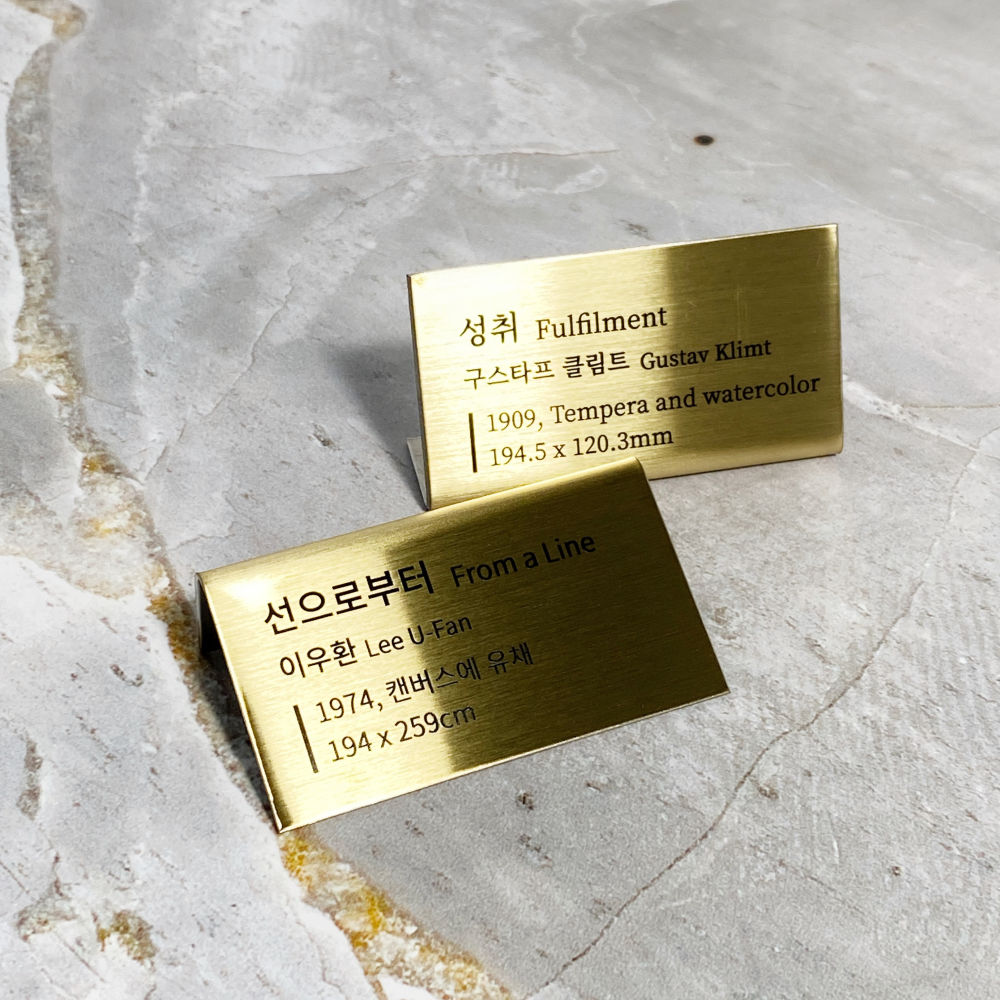 성취 Fulfilment
구스타프 클림트 Gustav Klimt
1909, Tempera and watercolor
194.5 x 120.3mm
선으로부터 From a Line
이우환 Lee U-Fan
1974, 캔버스에 유채
194 x 259cm